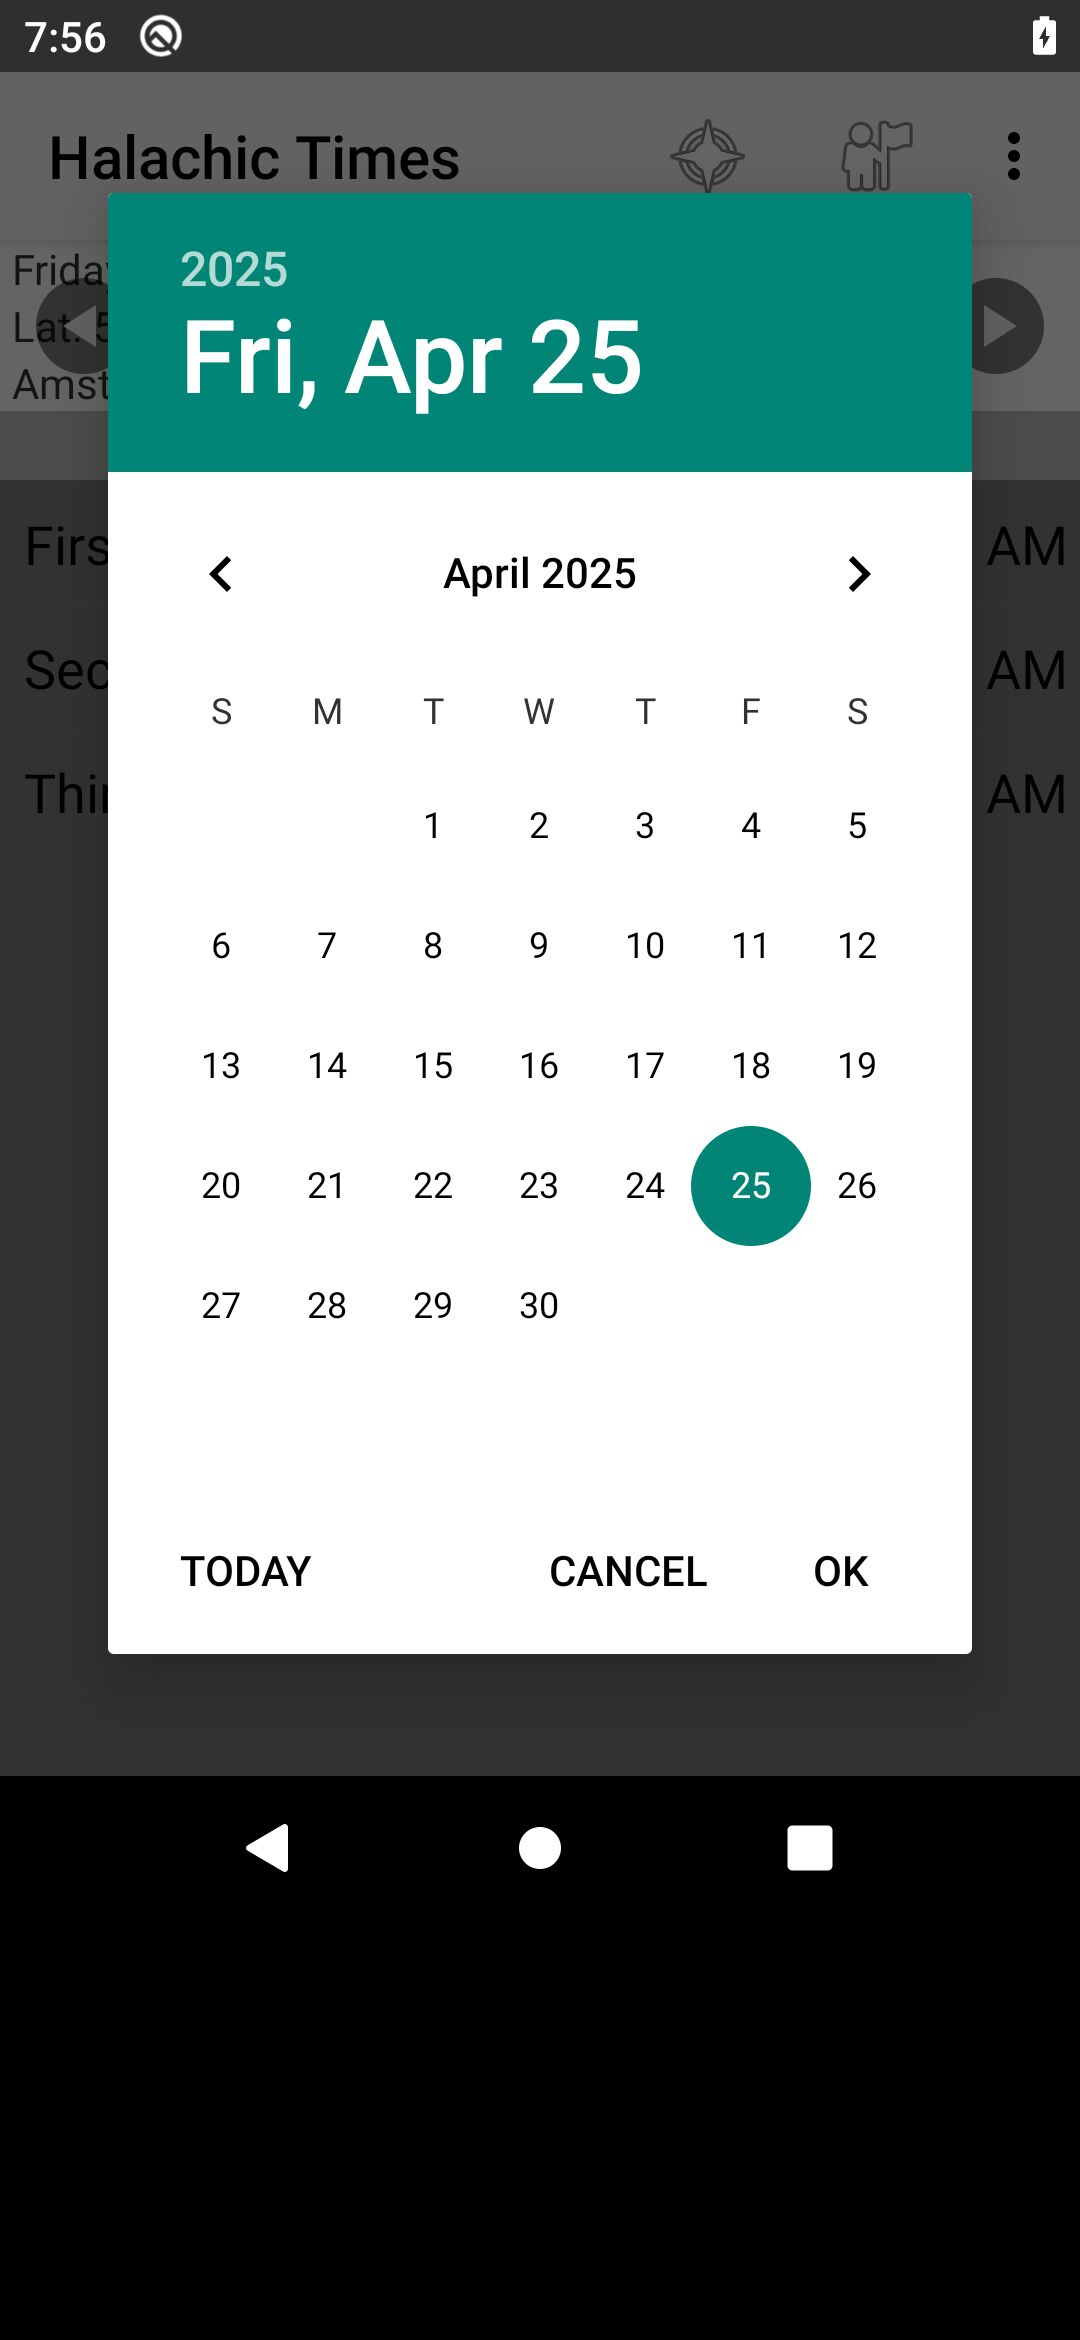 7:56
Halachic Times
Friday
Lat. 5
Amst
2025
Fri, Apr 25
April 2025
S M T W T F S
1 2 3 4 5
6 7 8 9 10 11 12
13 14 15 16 17 18 19
20 21 22 23 24 25 26
27 28 29 30
Firs AM
Sec AM
Thir AM
TODAY CANCEL OK